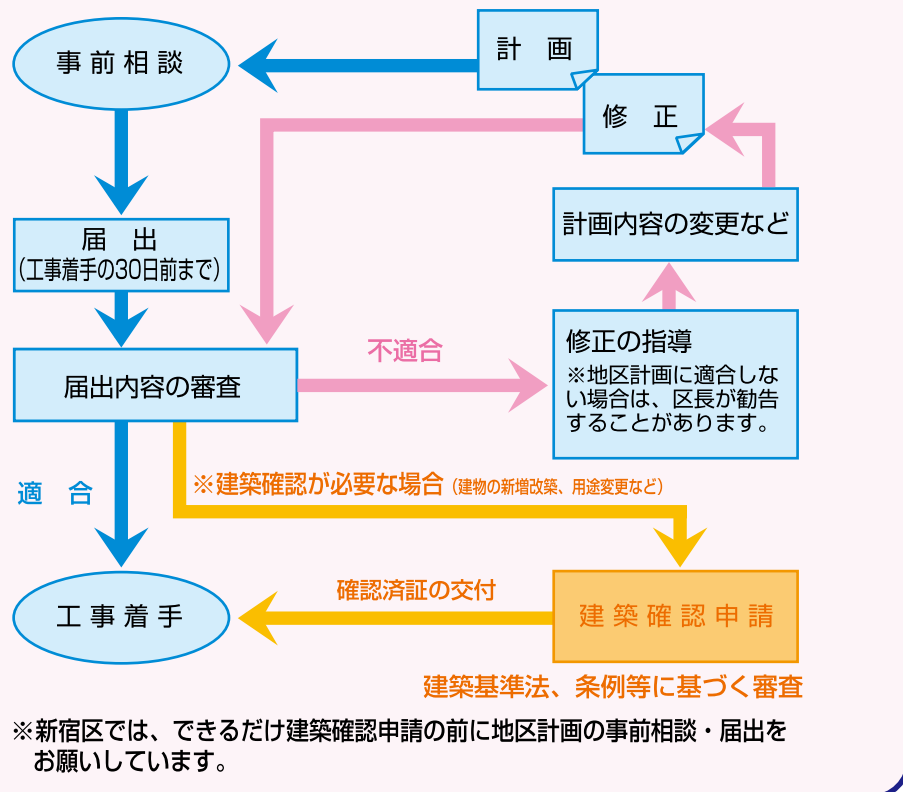 計　画
事前相談
修　正
計画内容の変更など
届　出
（工事着手の30日前まで）
修正の指導
※地区計画に適合しな
い場合は、区長が勧告
することがあります。
不適合
届出内容の審査
※建築確認が必要な場合（建物の新増改築、用途変更など）
適　合
確認済証の交付
工事着手
建築確認申請
建築基準法、条例等に基づく審査
※新宿区では、できるだけ建築確認申請の前に地区計画の事前相談・届出を
お願いしています。